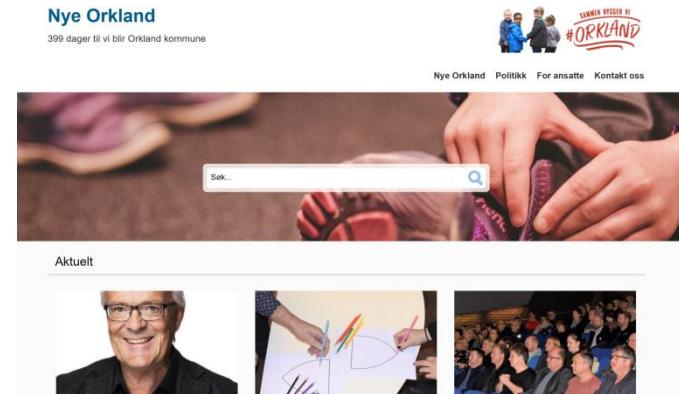 Nye Orkland
399 dager til vi blir Orkland kommune
SAMMEN BYGGER VI
#ORKLAND
Nye Orkland Politikk For ansatte Kontakt oss
Søk...
Aktuelt